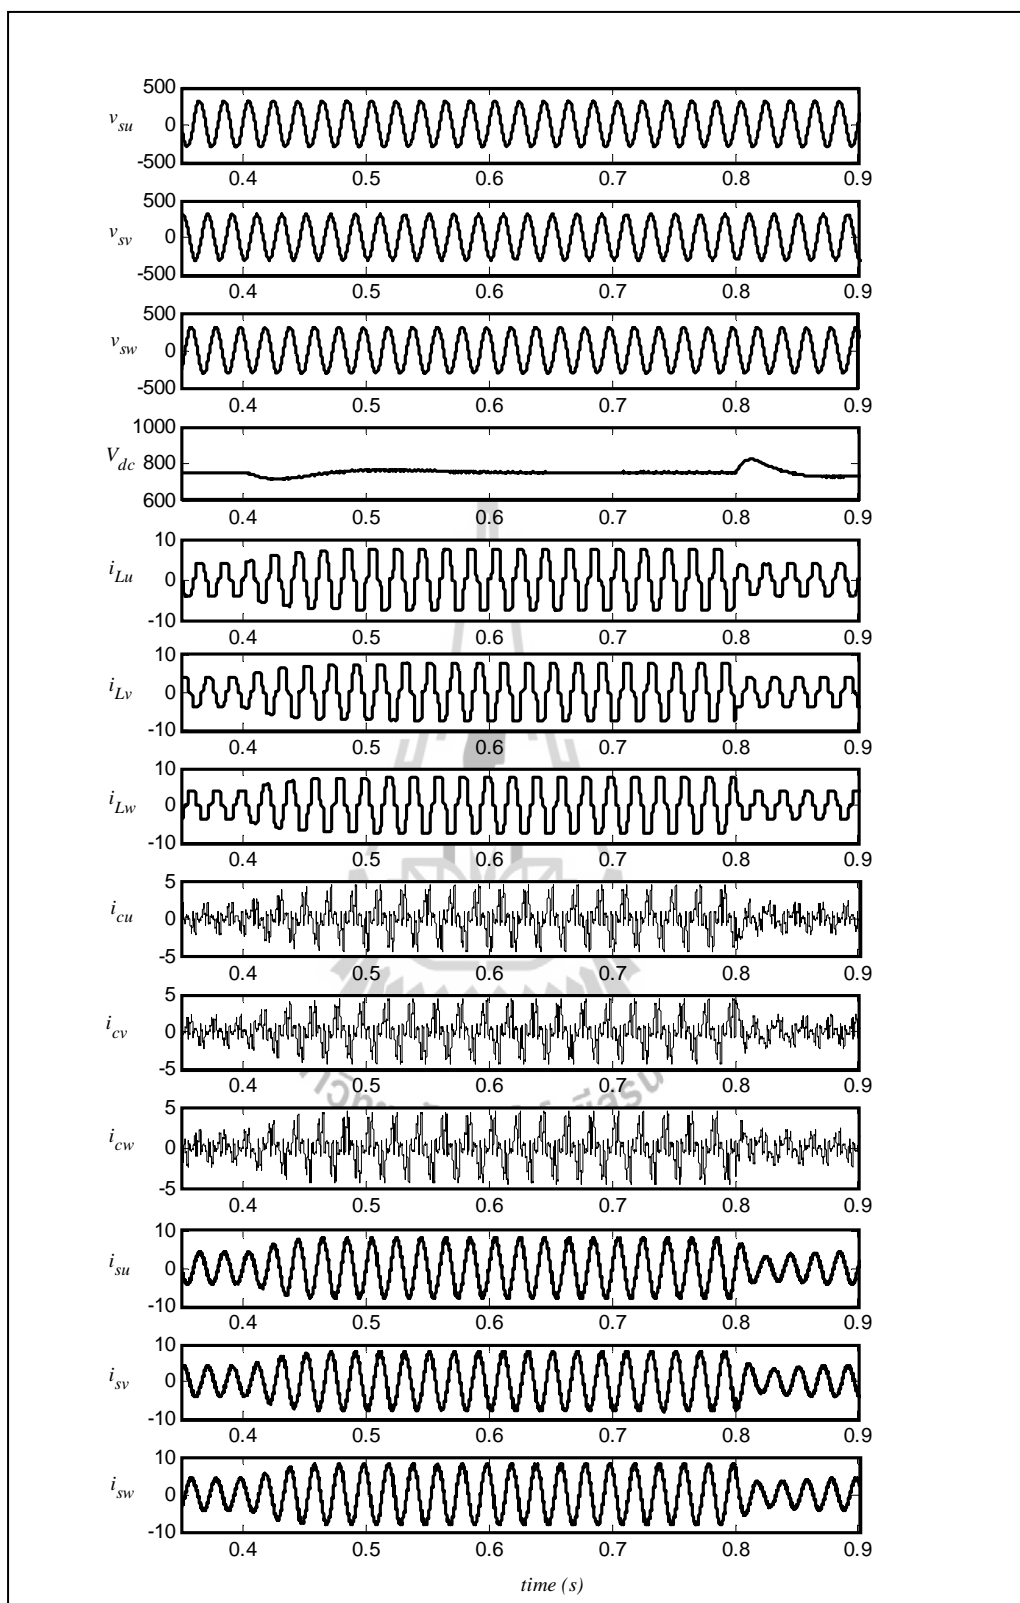 500
v_su 0
-500
0.4 0.5 0.6 0.7 0.8 0.9
500
v_sv 0
-500
0.4 0.5 0.6 0.7 0.8 0.9
500
v_sw 0
-500
0.4 0.5 0.6 0.7 0.8 0.9
1000
V_dc 800
600
0.4 0.5 0.6 0.7 0.8 0.9
10
i_Lu 0
-10
0.4 0.5 0.6 0.7 0.8 0.9
10
i_Lv 0
-10
0.4 0.5 0.6 0.7 0.8 0.9
10
i_Lw 0
-10
0.4 0.5 0.6 0.7 0.8 0.9
5
i_cu 0
-5
0.4 0.5 0.6 0.7 0.8 0.9
5
i_cv 0
-5
0.4 0.5 0.6 0.7 0.8 0.9
5
i_cw 0
-5
0.4 0.5 0.6 0.7 0.8 0.9
10
i_su 0
-10
0.4 0.5 0.6 0.7 0.8 0.9
10
i_sv 0
-10
0.4 0.5 0.6 0.7 0.8 0.9
10
i_sw 0
-10
0.4 0.5 0.6 0.7 0.8 0.9
time (s)